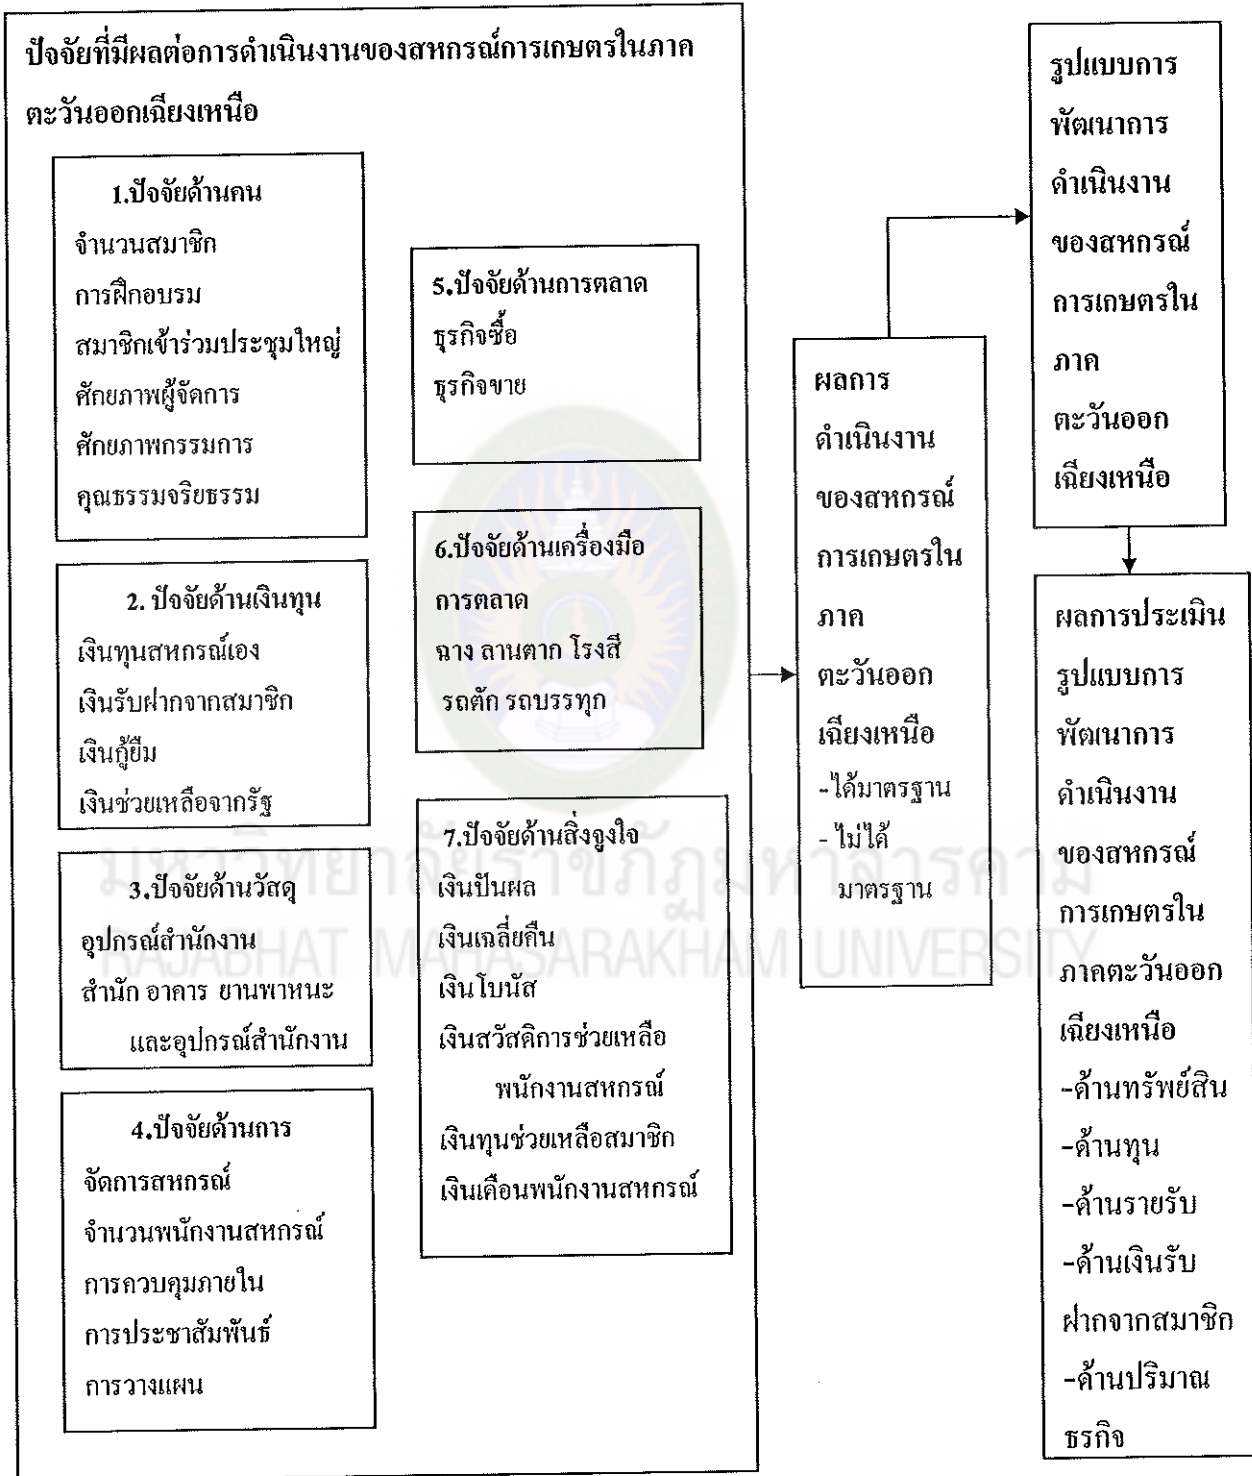 ปัจจัยที่มีผลต่อการดำเนินงานของสหกรณ์การเกษตรในภาค
ตะวันออกเฉียงเหนือ
1.ปัจจัยด้านคน
จำนวนสมาชิก
การฝึกอบรม
สมาชิกเข้าร่วมประชุมใหญ่
ศักยภาพผู้จัดการ
ศักยภาพกรรมการ
คุณธรรมจริยธรรม
2. ปัจจัยด้านเงินทุน
เงินทุนสหกรณ์เอง
เงินรับฝากจากสมาชิก
เงินกู้ยืม
เงินช่วยเหลือจากรัฐ
3.ปัจจัยด้านวัสดุ
อุปกรณ์สำนักงาน
สำนัก อาคาร ยานพาหนะ
และอุปกรณ์สำนักงาน
4.ปัจจัยด้านการ
จัดการสหกรณ์
จำนวนพนักงานสหกรณ์
การควบคุมภายใน
การประชาสัมพันธ์
การวางแผน
5.ปัจจัยด้านการตลาด
ธุรกิจซื้อ
ธุรกิจขาย
6.ปัจจัยด้านเครื่องมือ
การตลาด
ฉาง ลานตาก โรงสี
รถตัก รถบรรทุก
7.ปัจจัยด้านสิ่งจูงใจ
เงินปันผล
เงินเฉลี่ยคืน
เงินโบนัส
เงินสวัสดิการช่วยเหลือ
พนักงานสหกรณ์
เงินทุนช่วยเหลือสมาชิก
เงินเดือนพนักงานสหกรณ์
ผลการ
ดำเนินงาน
ของสหกรณ์
การเกษตรใน
ภาค
ตะวันออก
เฉียงเหนือ
-ได้มาตรฐาน
- ไม่ได้
มาตรฐาน
รูปแบบการ
พัฒนาการ
ดำเนินงาน
ของสหกรณ์
การเกษตรใน
ภาค
ตะวันออก
เฉียงเหนือ
ผลการประเมิน
รูปแบบการ
พัฒนาการ
ดำเนินงาน
ของสหกรณ์
การเกษตรใน
ภาคตะวันออก
เฉียงเหนือ
-ด้านทรัพย์สิน
-ด้านทุน
-ด้านรายรับ
-ด้านเงินรับ
ฝากจากสมาชิก
-ด้านปริมาณ
ธุรกิจ
มหาวิทยาลัยราชภัฏมหาสารคาม
RAJABHAT MAHASARAKHAM UNIVERSITY